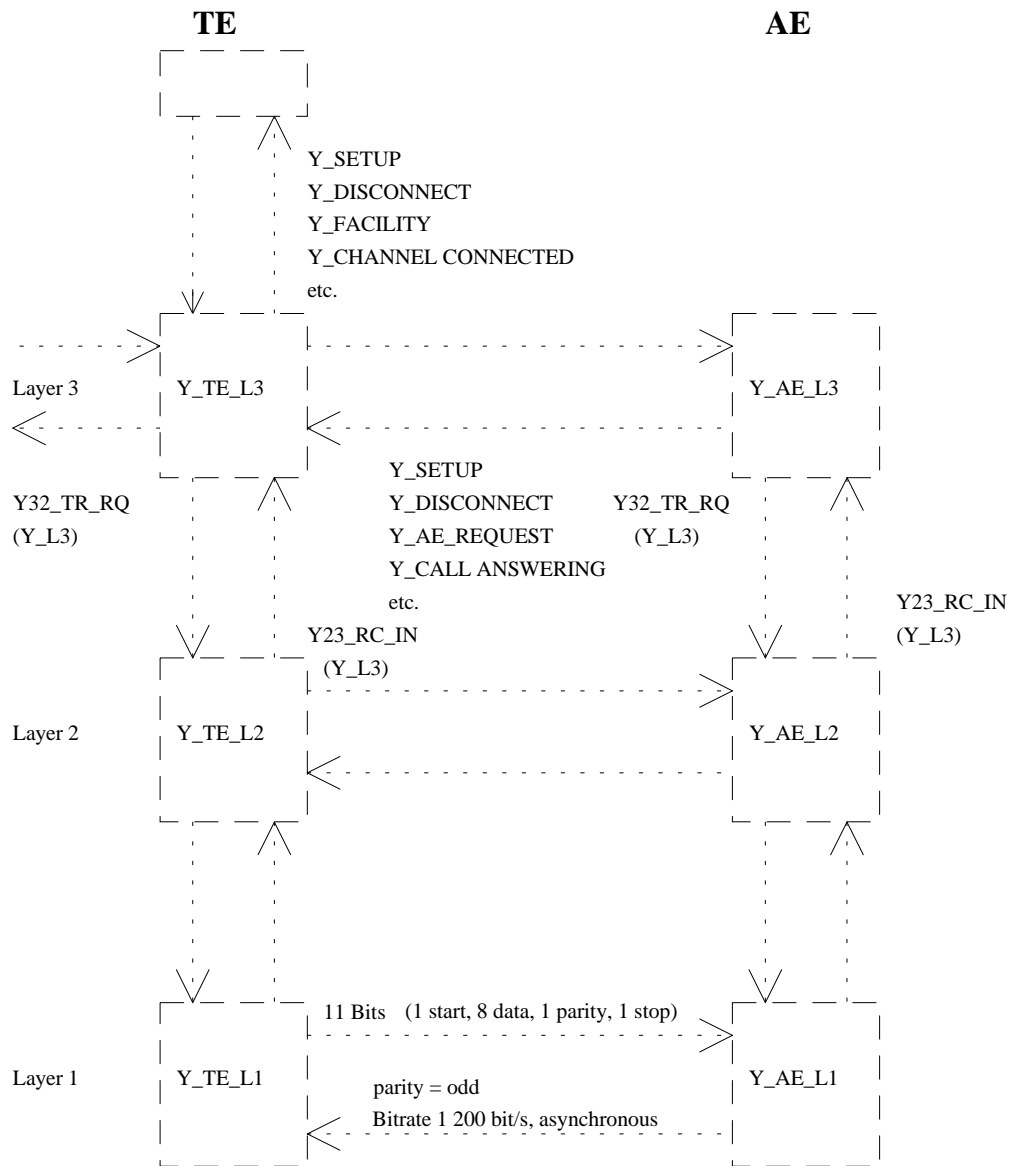 TE
AE
Y_SETUP
Y_DISCONNECT
Y_FACILITY
Y_CHANNEL CONNECTED
etc.
Layer 3
Y_TE_L3
Y_AE_L3
Y32_TR_RQ
(Y_L3)
Y_SETUP
Y_DISCONNECT
Y_AE_REQUEST
Y_CALL ANSWERING
etc.
Y32_TR_RQ
(Y_L3)
Y23_RC_IN
(Y_L3)
Y23_RC_IN
(Y_L3)
Layer 2
Y_TE_L2
Y_AE_L2
11 Bits (1 start, 8 data, 1 parity, 1 stop)
Layer 1
Y_TE_L1
Y_AE_L1
parity = odd
Bitrate 1 200 bit/s, asynchronous